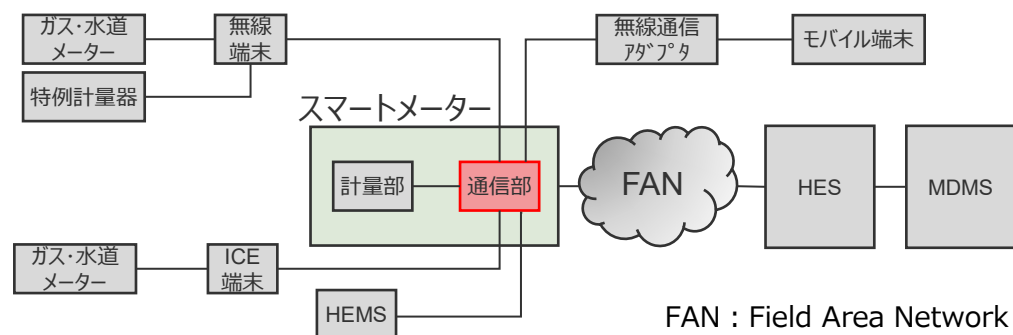 ガス・水道
メーター
無線
端末
無線通信
ｱﾀﾞﾌﾟﾀ
モバイル端末
特例計量器
スマートメーター
計量部
通信部
FAN
HES
MDMS
ガス・水道
メーター
ICE
端末
HEMS
FAN : Field Area Network